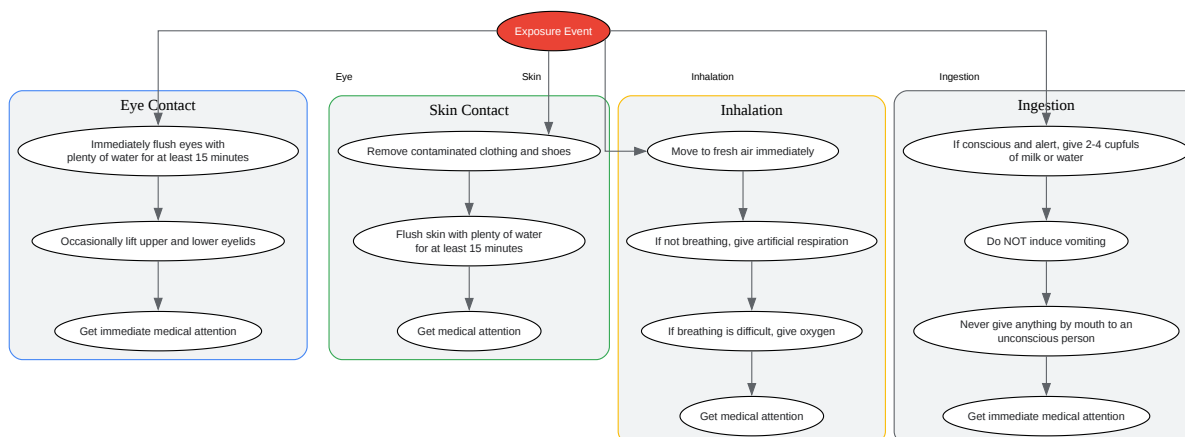 Exposure Event
Eye
Skin
Inhalation
Ingestion
Eye Contact
Immediately flush eyes with
plenty of water for at least 15 minutes
Occasionally lift upper and lower eyelids
Get immediate medical attention
Skin Contact
Remove contaminated clothing and shoes
Flush skin with plenty of water
for at least 15 minutes
Get medical attention
Inhalation
Move to fresh air immediately
If not breathing, give artificial respiration
If breathing is difficult, give oxygen
Get medical attention
Ingestion
If conscious and alert, give 2-4 cupfuls
of milk or water
Do NOT induce vomiting
Never give anything by mouth to an
unconscious person
Get immediate medical attention